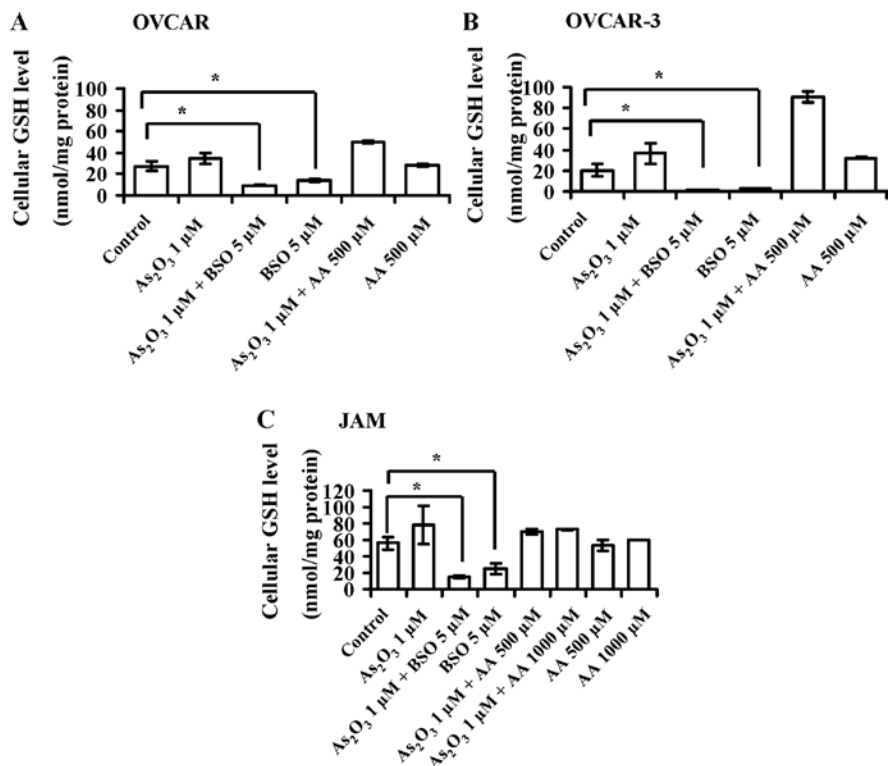 A OVCAR
Cellular GSH level
(nmol/mg protein)
100
80
60
40
20
0
*
*
Control
As₂O₃ 1 µM
As₂O₃ 1 µM + BSO 5 µM
BSO 5 µM
As₂O₃ 1 µM + AA 500 µM
AA 500 µM
B OVCAR-3
Cellular GSH level
(nmol/mg protein)
100
80
60
40
20
0
*
*
Control
As₂O₃ 1 µM
As₂O₃ 1 µM + BSO 5 µM
BSO 5 µM
As₂O₃ 1 µM + AA 500 µM
AA 500 µM
C JAM
Cellular GSH level
(nmol/mg protein)
120
100
80
60
40
20
0
*
*
Control
As₂O₃ 1 µM
As₂O₃ 1 µM + BSO 5 µM
BSO 5 µM
As₂O₃ 1 µM + AA 500 µM
As₂O₃ 1 µM + AA 1000 µM
AA 500 µM
AA 1000 µM